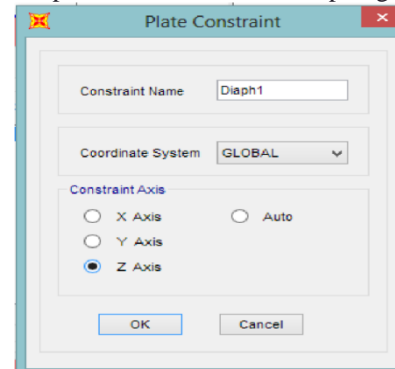 Plate Constraint
Constraint Name Diaph1
Coordinate System GLOBAL
Constraint Axis
X Axis Auto
Y Axis
Z Axis
OK Cancel